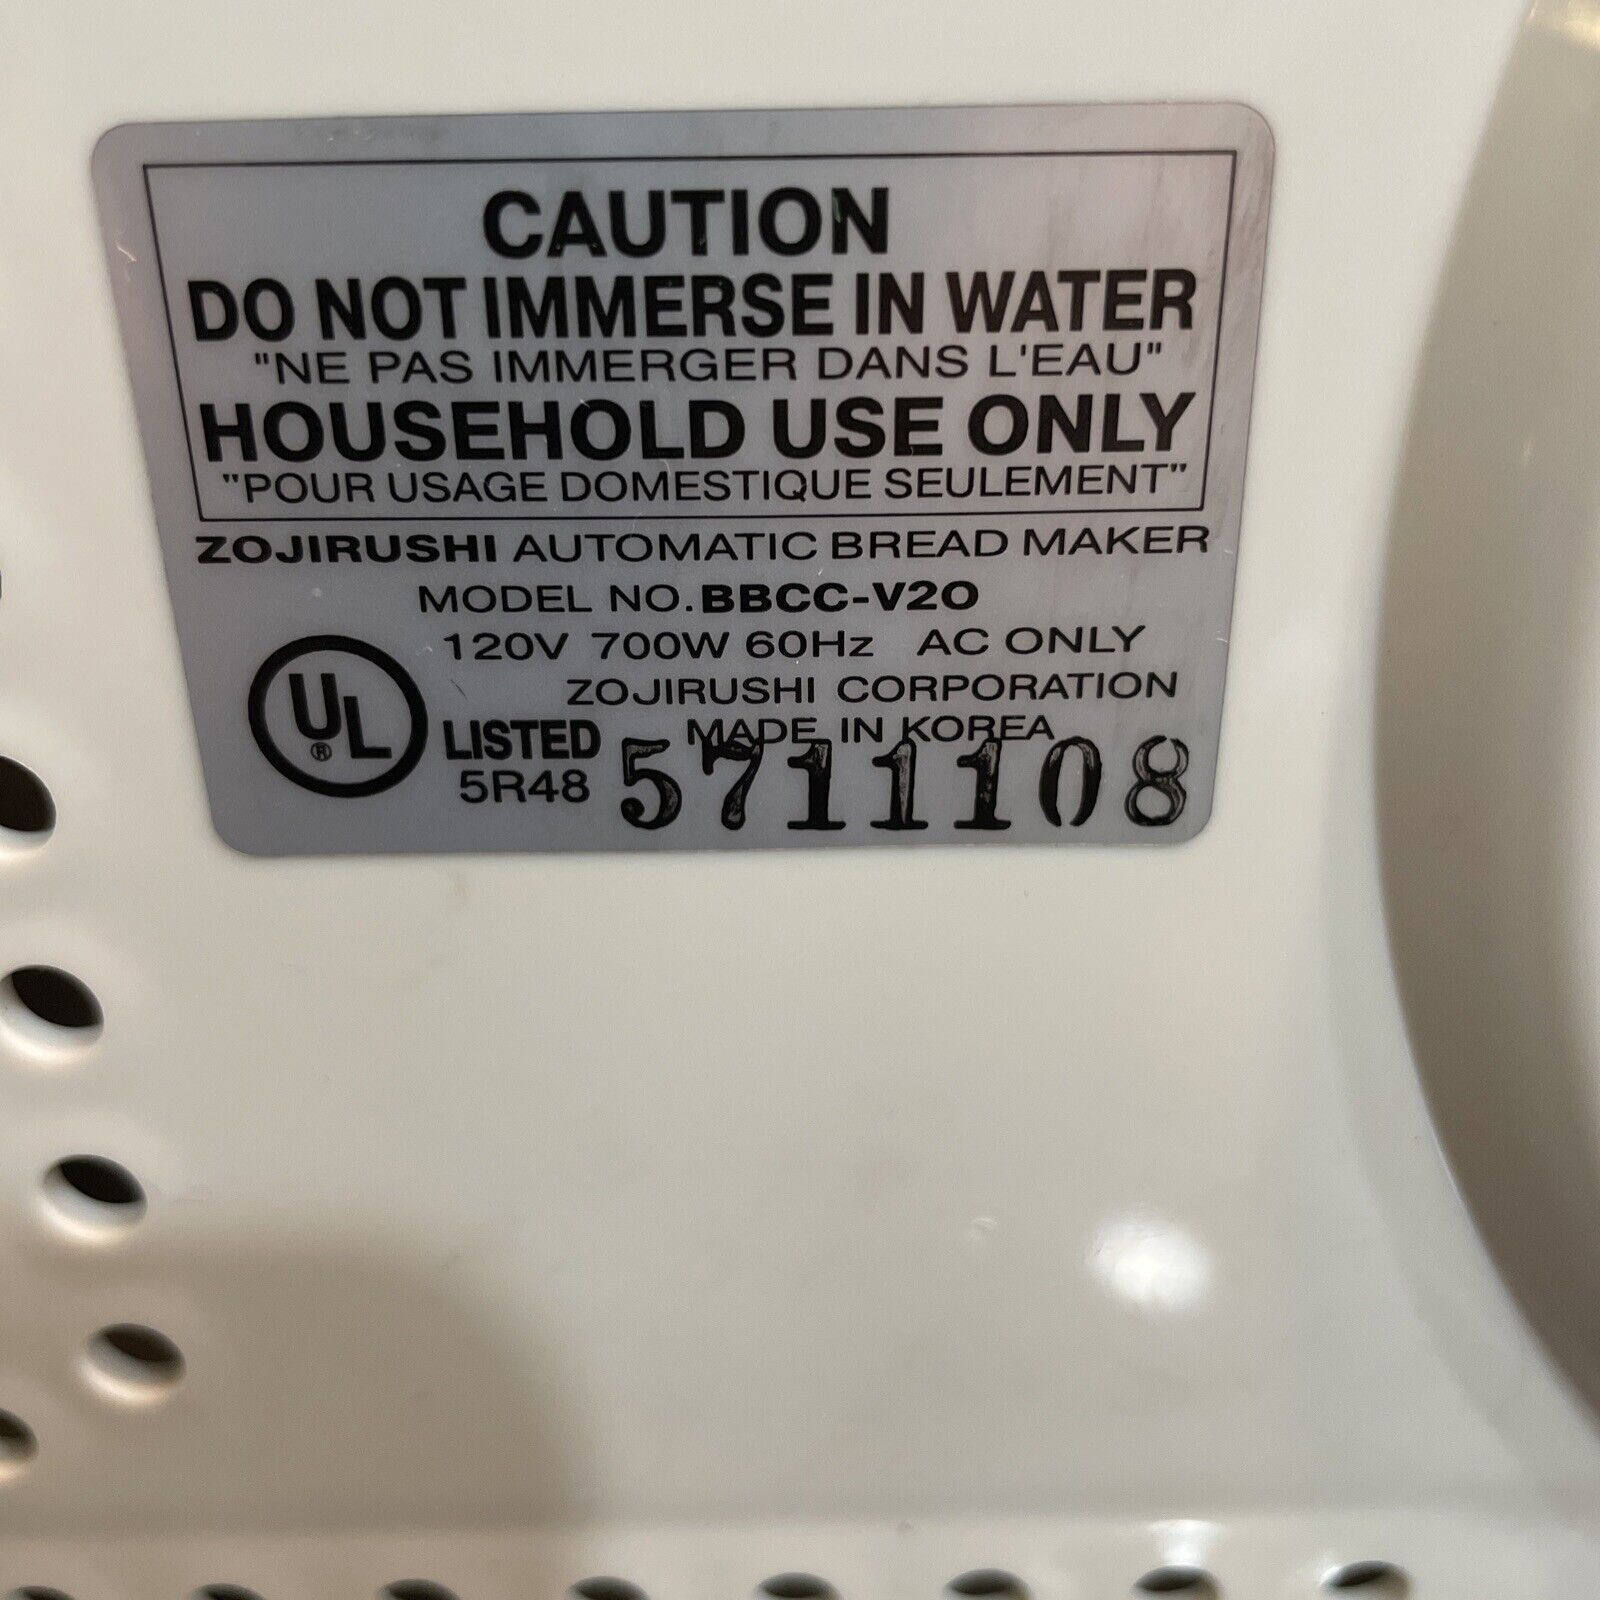 CAUTION
DO NOT IMMERSE IN WATER
"NE PAS IMMERGER DANS L'EAU"
HOUSEHOLD USE ONLY
"POUR USAGE DOMESTIQUE SEULEMENT"
ZOJIRUSHI AUTOMATIC BREAD MAKER
MODEL NO. BBCC-V20
120V 700W 60Hz AC ONLY
ZOJIRUSHI CORPORATION
MADE IN KOREA
UL ® LISTED
5R48
5711108